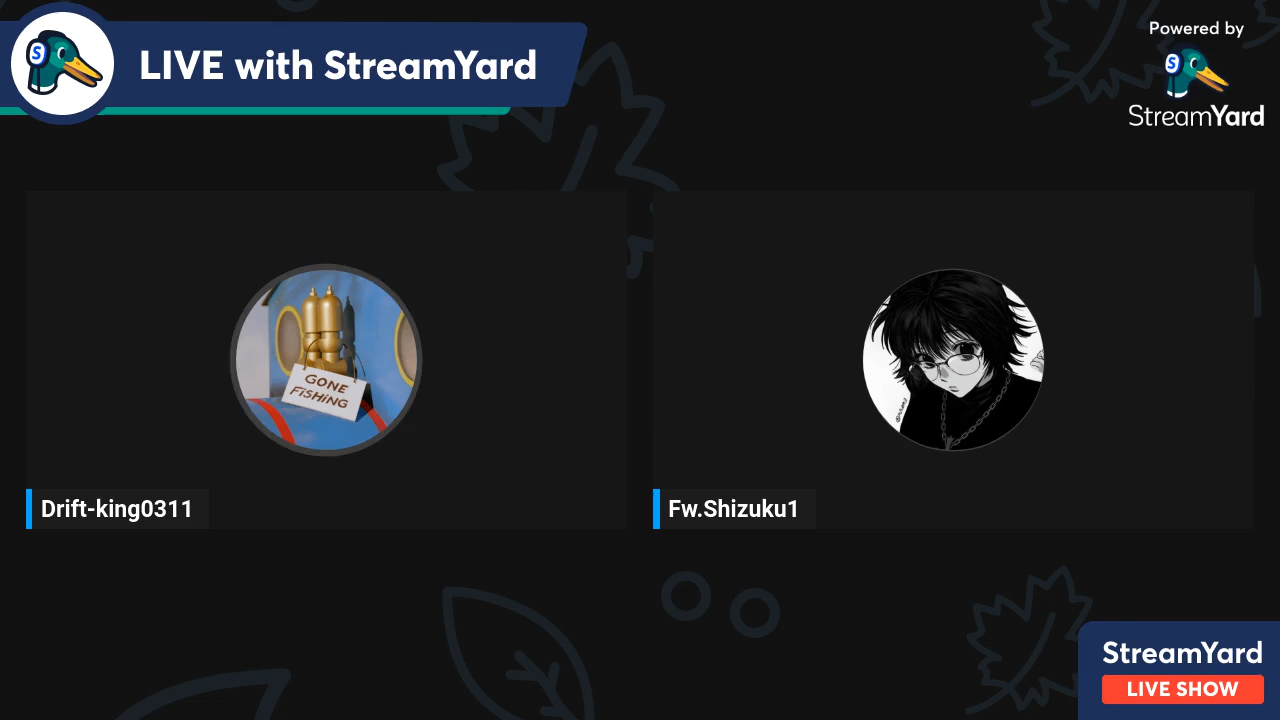 LIVE with StreamYard
Powered by
StreamYard
GONE
FISHING
Drift-king0311
Fw.Shizuku1
StreamYard
LIVE SHOW